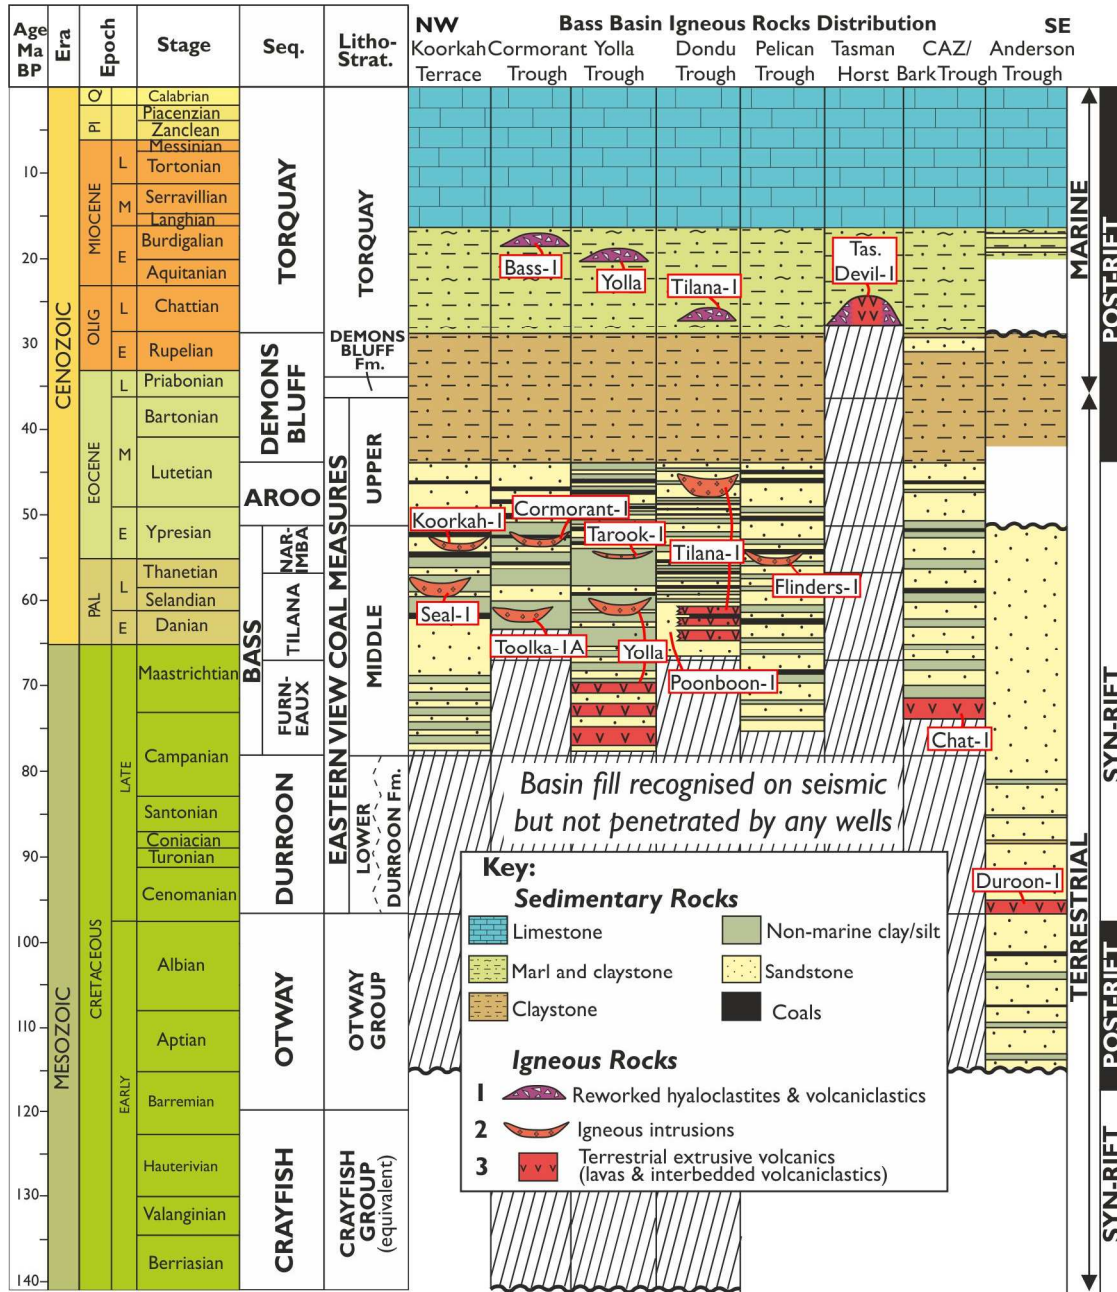 Age Ma BP
Era
Epoch
Stage
Seq.
Litho-Strat.
NW
Bass Basin Igneous Rocks Distribution
SE
Koorkah Terrace
Cormorant Trough
Yolla Trough
Dondu Trough
Pelican Trough
Tasman Horst
CAZ/ Bark Trough
Anderson Trough
10
20
30
40
50
60
70
80
90
100
110
120
130
140
CENOZOIC
MESOZOIC
Q
PI
MIOCENE
OLIG
EOCENE
PAL
CRETACEOUS
L
M
E
L
E
L
M
E
L
E
LATE
EARLY
Calabrian
Piacenzian
Zanclean
Messinian
Tortonian
Serravillian
Langhian
Burdigalian
Aquitanian
Chattian
Rupelian
Priabonian
Bartonian
Lutetian
Ypresian
Thanetian
Selandian
Danian
Maastrichtian
Campanian
Santonian
Coniacian
Turonian
Cenomanian
Albian
Aptian
Barremian
Hauterivian
Valanginian
Berriasian
TORQUAY
DEMONS BLUFF
AROO
BASS
NAR-IMBA
TILANA
FURN-EAUX
DURROON
OTWAY
CRAYFISH
TORQUAY
DEMONS
BLUFF
Fm.
EASTERN VIEW COAL MEASURES
UPPER
MIDDLE
LOWER
DURROON Fm.
OTWAY GROUP
CRAYFISH GROUP (equivalent)
Bass-1
Yolla
Tilana-1
Tas. Devil-1
Koorkah-1
Cormorant-1
Tarook-1
Tilana-1
Flinders-1
Seal-1
Toolka-1A
Yolla
Poonboon-1
Chat-1
Duroon-1
Basin fill recognised on seismic
but not penetrated by any wells
Key:
Sedimentary Rocks
Limestone
Non-marine clay/silt
Marl and claystone
Sandstone
Claystone
Coals
Igneous Rocks
1 Reworked hyaloclastites & volcaniclastics
2 Igneous intrusions
3 Terrestrial extrusive volcanics
(lavas & interbedded volcaniclastics)
MARINE
TERRESTRIAL
POSTRIFT
SYN-RIFT
POSTRIFT
SYN-RIFT